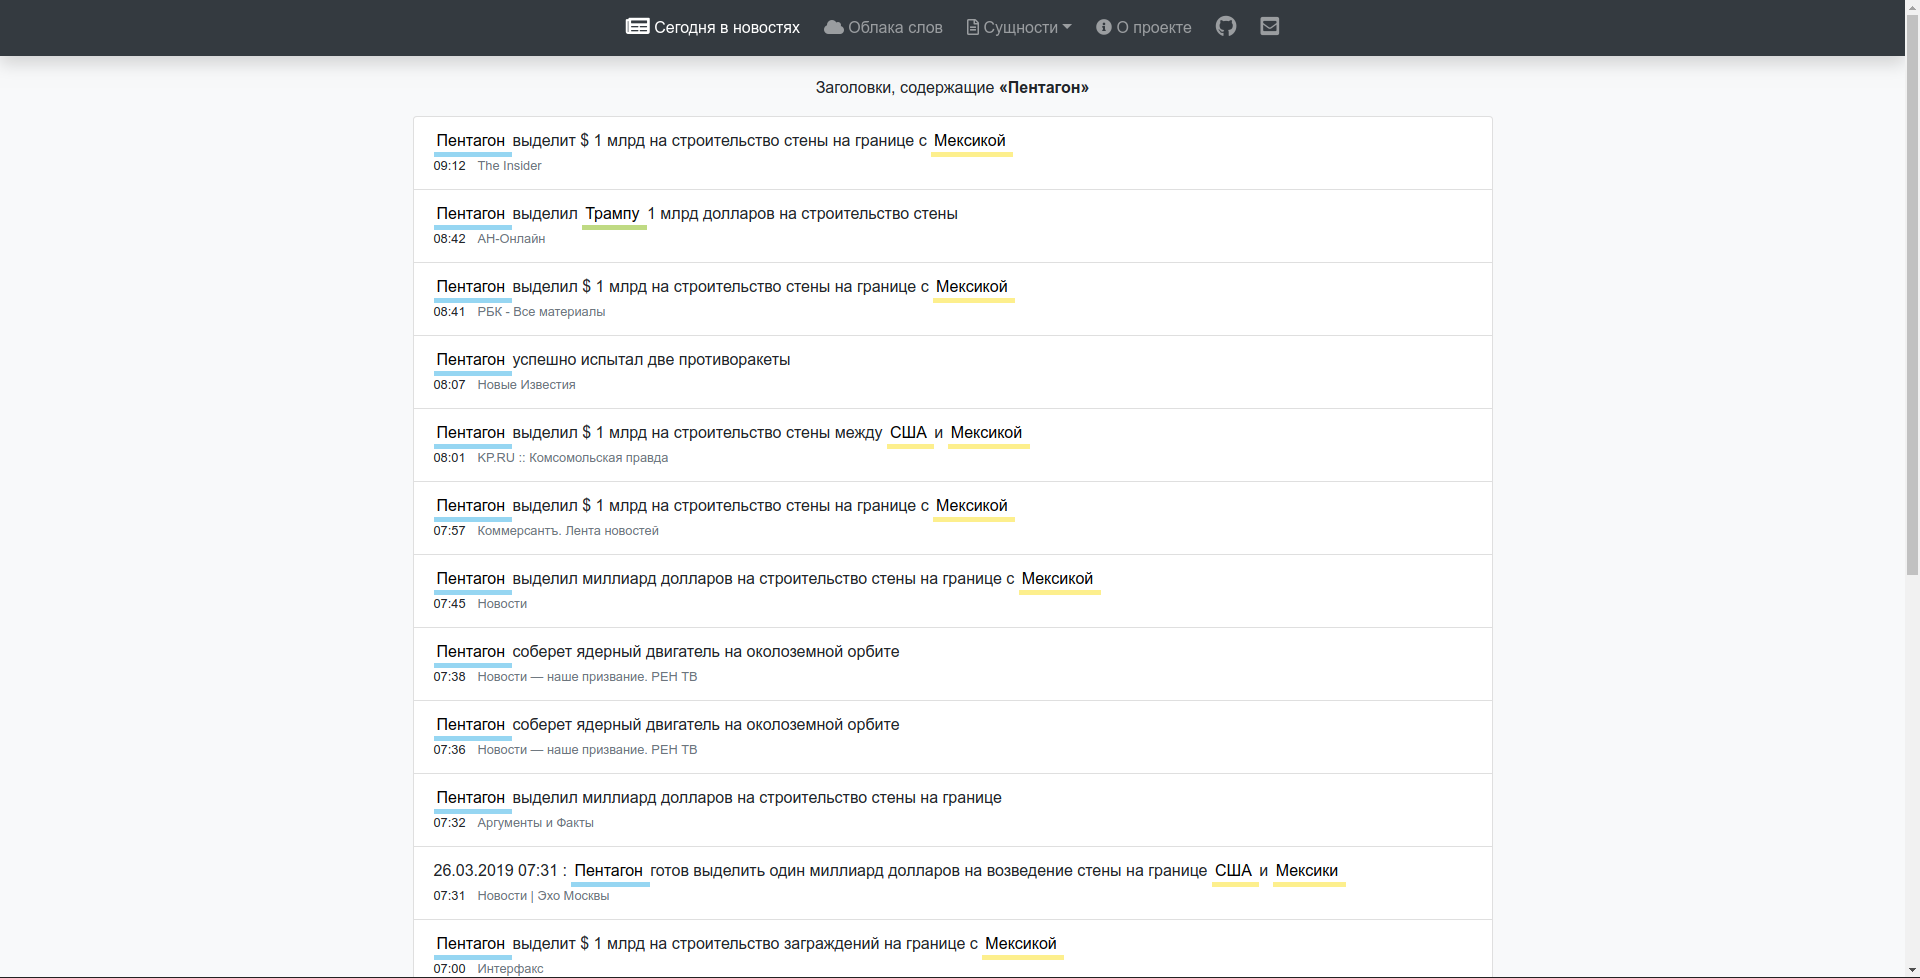 Сегодня в новостях Облака слов Сущности О проекте
Заголовки, содержащие «Пентагон»
Пентагон выделит $ 1 млрд на строительство стены на границе с Мексикой
09:12 The Insider
Пентагон выделил Трампу 1 млрд долларов на строительство стены
08:42 АН-Онлайн
Пентагон выделил $ 1 млрд на строительство стены на границе с Мексикой
08:41 РБК - Все материалы
Пентагон успешно испытал две противоракеты
08:07 Новые Известия
Пентагон выделил $ 1 млрд на строительство стены между США и Мексикой
08:01 KP.RU :: Комсомольская правда
Пентагон выделил $ 1 млрд на строительство стены на границе с Мексикой
07:57 Коммерсантъ. Лента новостей
Пентагон выделил миллиард долларов на строительство стены на границе с Мексикой
07:45 Новости
Пентагон соберет ядерный двигатель на околоземной орбите
07:38 Новости — наше призвание. РЕН ТВ
Пентагон соберет ядерный двигатель на околоземной орбите
07:36 Новости — наше призвание. РЕН ТВ
Пентагон выделил миллиард долларов на строительство стены на границе
07:32 Аргументы и Факты
26.03.2019 07:31 : Пентагон готов выделить один миллиард долларов на возведение стены на границе США и Мексики
07:31 Новости | Эхо Москвы
Пентагон выделит $ 1 млрд на строительство заграждений на границе с Мексикой
07:00 Интерфакс